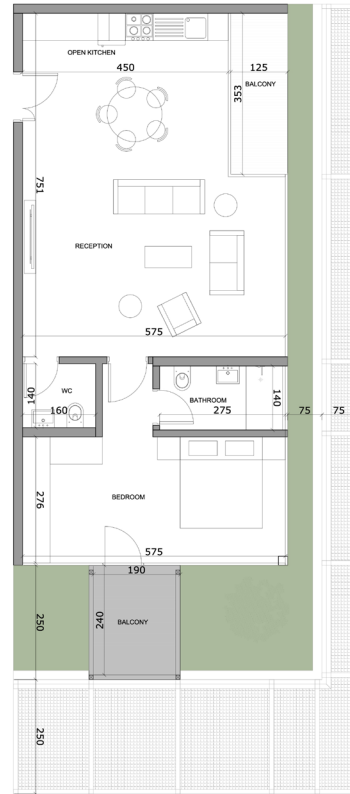 OPEN KITCHEN
450
125
BALCONY
353
751
RECEPTION
575
140
WC
160
BATHROOM
275
140
75
75
276
BEDROOM
575
190
250
240
BALCONY
250